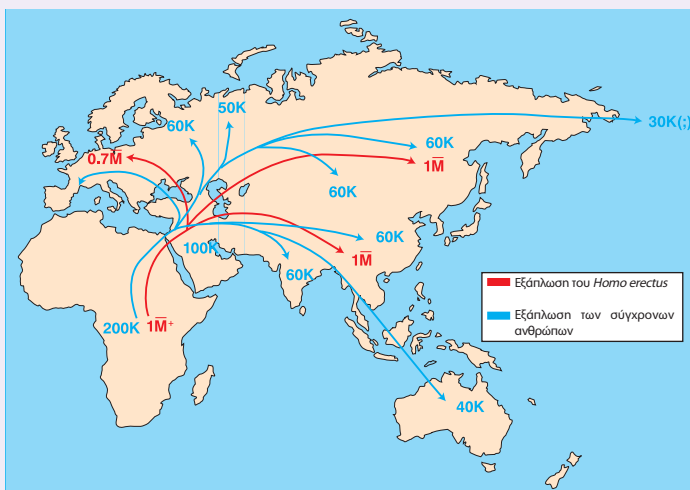 50K
60K
30K(;)
0.7M̅
60K
1M̅
60K
100K
60K
1M̅
60K
200K
1M̅⁺
40K
Εξάπλωση του Homo erectus
Εξάπλωση των σύγχρονων
ανθρώπων